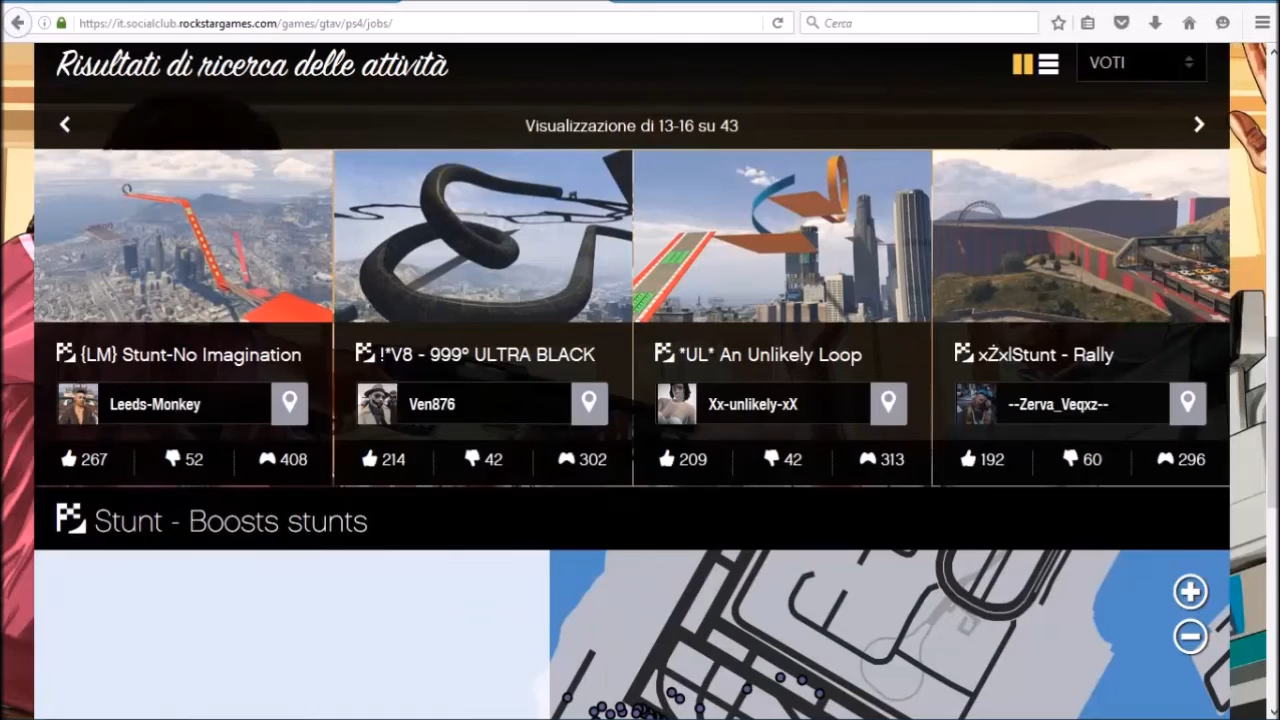 https://it.socialclub.rockstargames.com/games/gtav/ps4/jobs/
Cerca
Risultati di ricerca delle attività
VOTI
Visualizzazione di 13-16 su 43
{LM} Stunt-No Imagination
!*V8 - 999º ULTRA BLACK
*UL* An Unlikely Loop
xŻxlStunt - Rally
Leeds-Monkey
Ven876
Xx-unlikely-xX
--Zerva_Veqxz--
267 52 408
214 42 302
209 42 313
192 60 296
Stunt - Boosts stunts